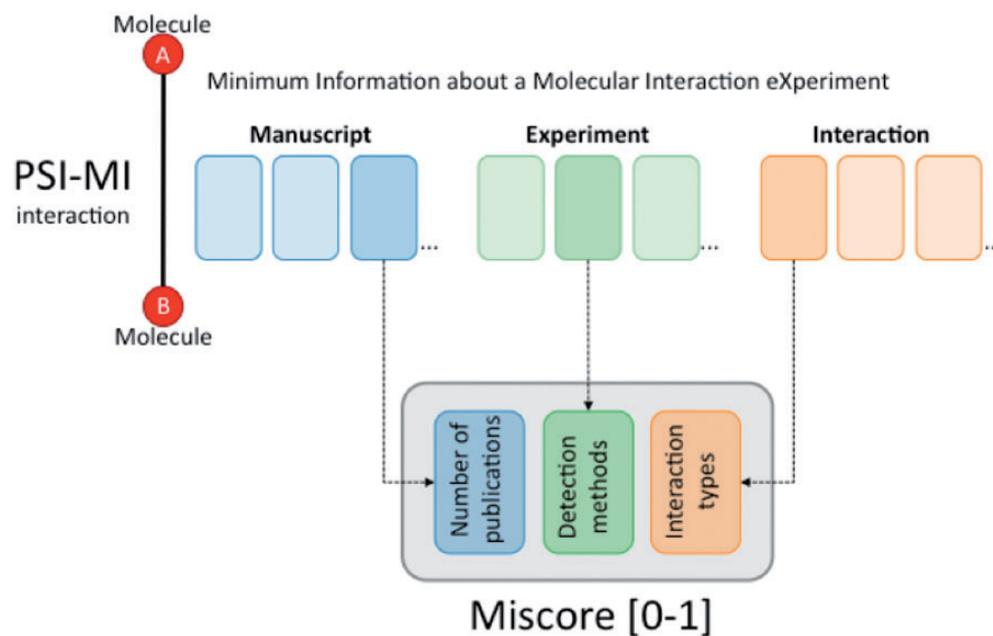 Molecule
A
Minimum Information about a Molecular Interaction eXperiment
Manuscript
Experiment
Interaction
PSI-MI
interaction
...
...
...
B
Molecule
Number of
publications
Detection
methods
Interaction
types
Miscore [0-1]